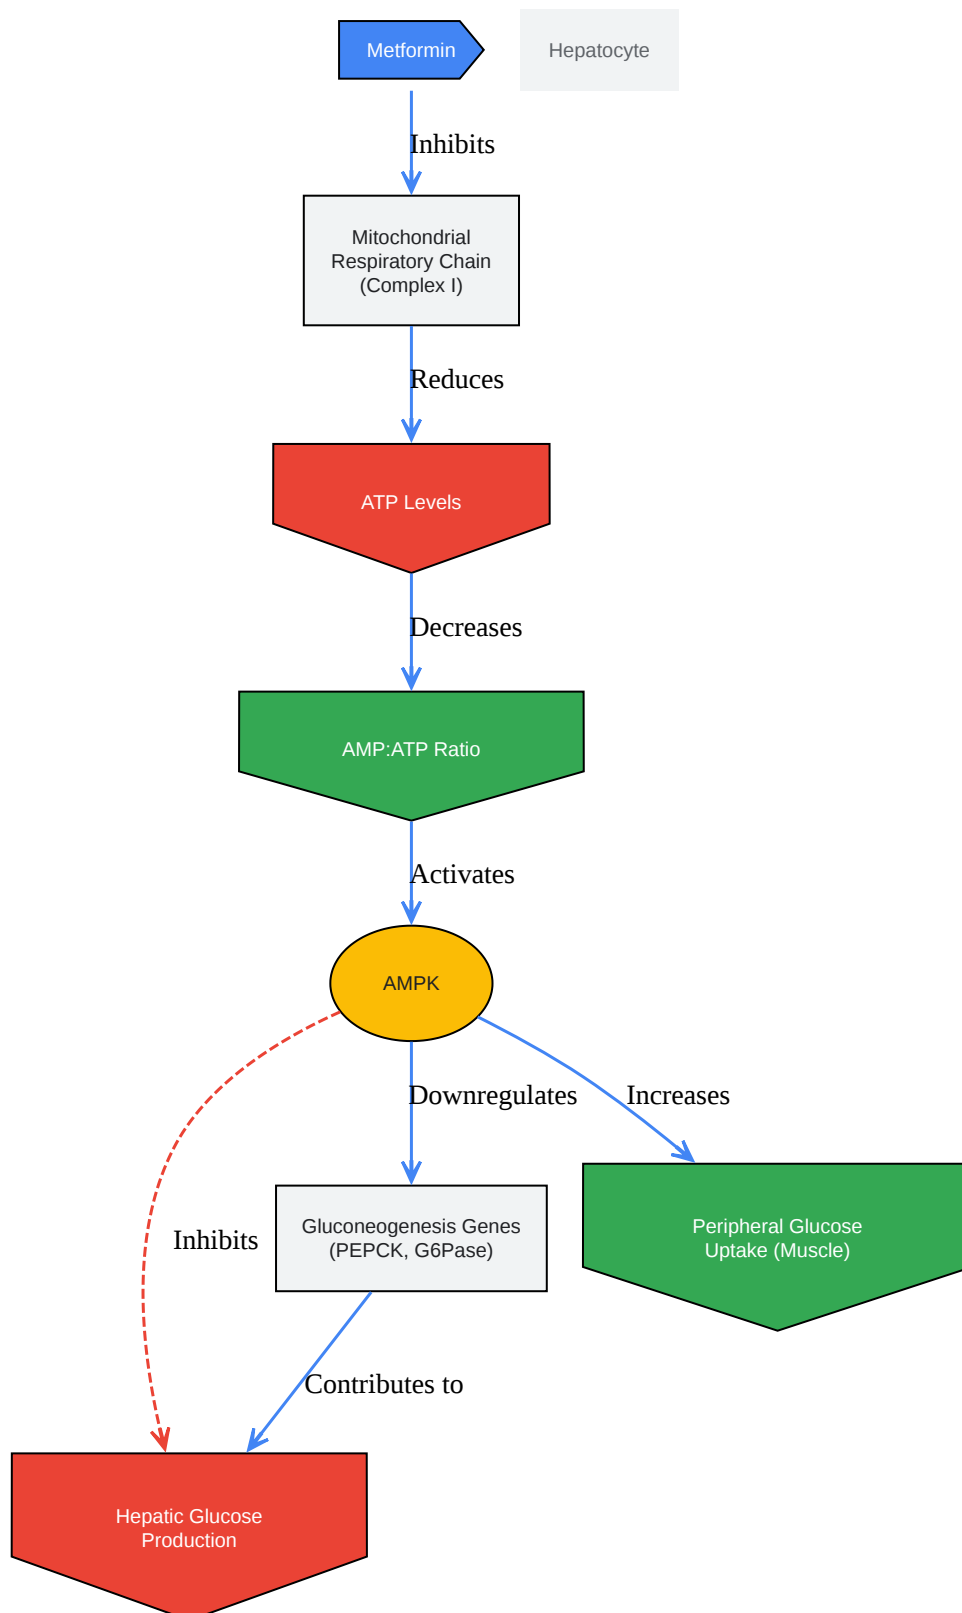 Metformin
Hepatocyte
Inhibits
Mitochondrial
Respiratory Chain
(Complex I)
Reduces
ATP Levels
Decreases
AMP:ATP Ratio
Activates
AMPK
Downregulates
Increases
Inhibits
Gluconeogenesis Genes
(PEPCK, G6Pase)
Peripheral Glucose
Uptake (Muscle)
Contributes to
Hepatic Glucose
Production